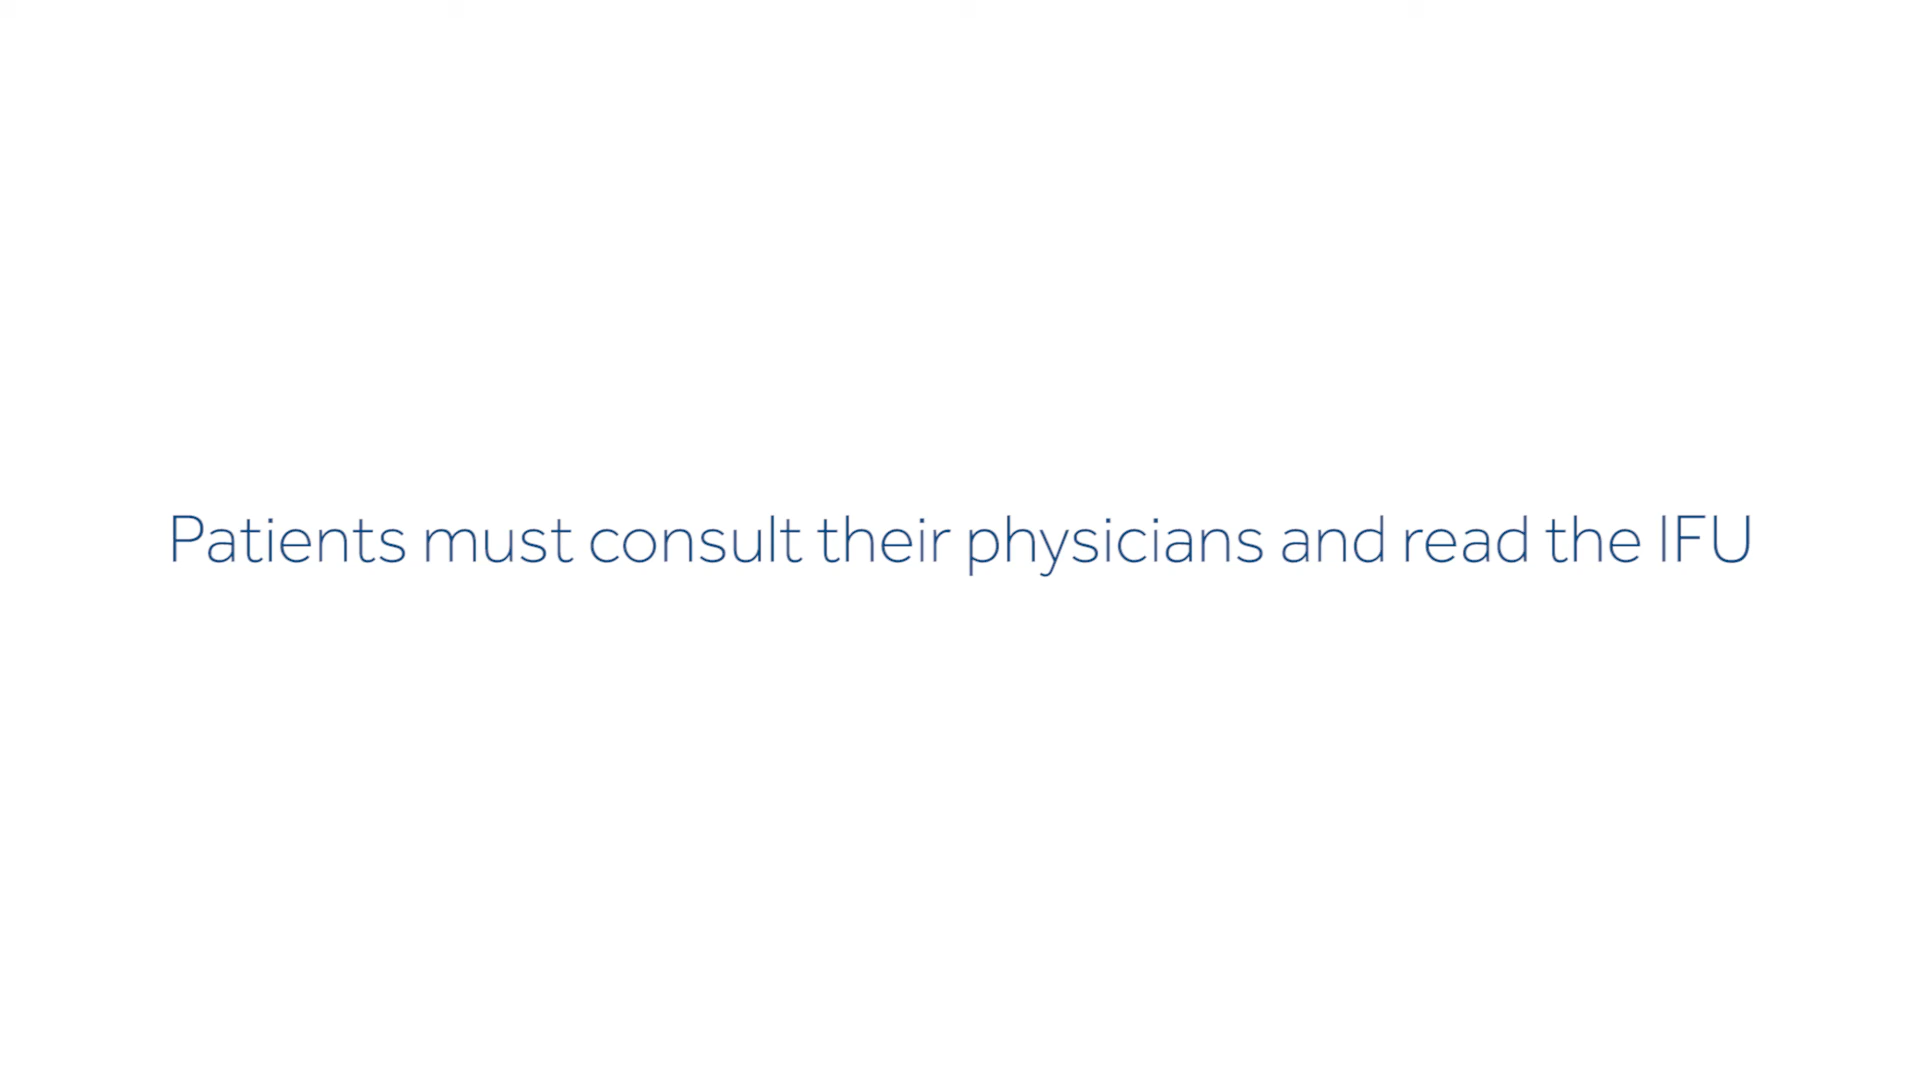 Patients must consult their physicians and read the IFU